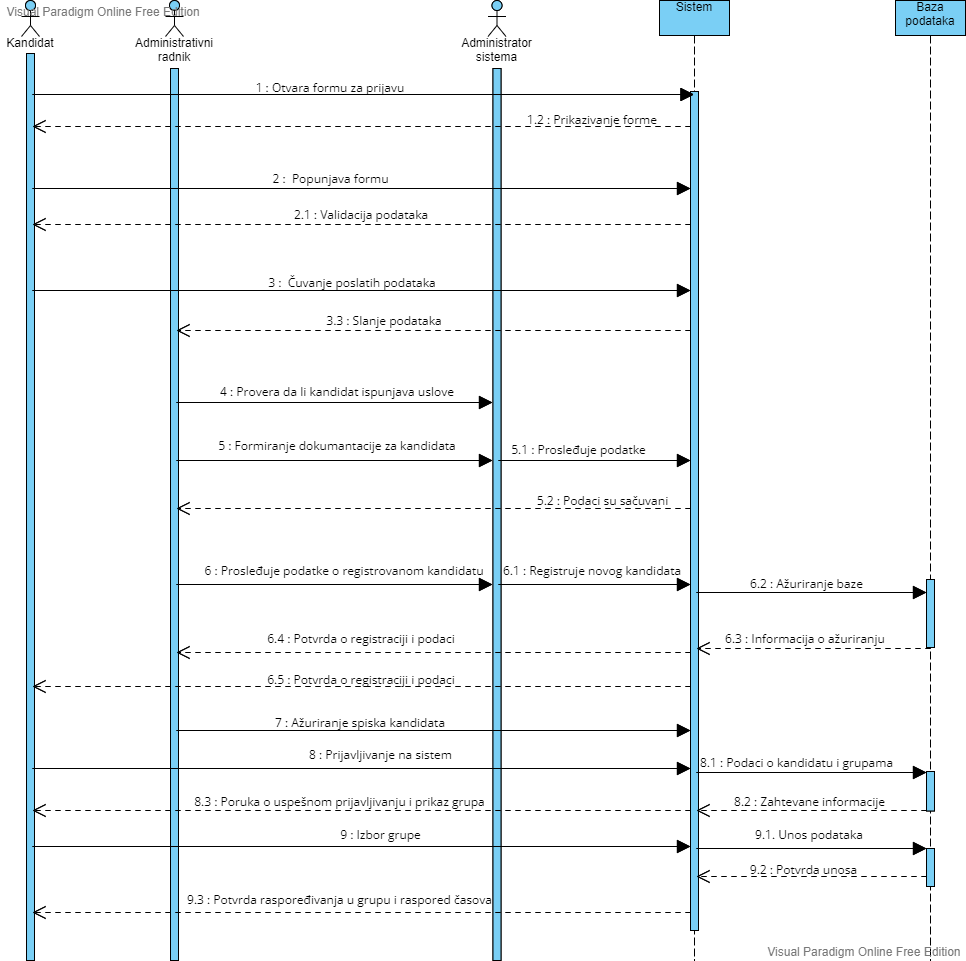 Visual Paradigm Online Free Edition
Kandidat
Administrativni
radnik
Administrator
sistema
Sistem
Baza
podataka
1 : Otvara formu za prijavu
1.2 : Prikazivanje forme
2 : Popunjava formu
2.1 : Validacija podataka
3 : Čuvanje poslatih podataka
3.3 : Slanje podataka
4 : Provera da li kandidat ispunjava uslove
5 : Formiranje dokumantacije za kandidata
5.1 : Prosleđuje podatke
5.2 : Podaci su sačuvani
6 : Prosleđuje podatke o registrovanom kandidatu
6.1 : Registruje novog kandidata
6.2 : Ažuriranje baze
6.4 : Potvrda o registraciji i podaci
6.3 : Informacija o ažuriranju
6.5 : Potvrda o registraciji i podaci
7 : Ažuriranje spiska kandidata
8 : Prijavljivanje na sistem
8.1 : Podaci o kandidatu i grupama
8.3 : Poruka o uspešnom prijavljivanju i prikaz grupa
8.2 : Zahtevane informacije
9 : Izbor grupe
9.1. Unos podataka
9.2 : Potvrda unosa
9.3 : Potvrda raspoređivanja u grupu i raspored časova
Visual Paradigm Online Free Edition